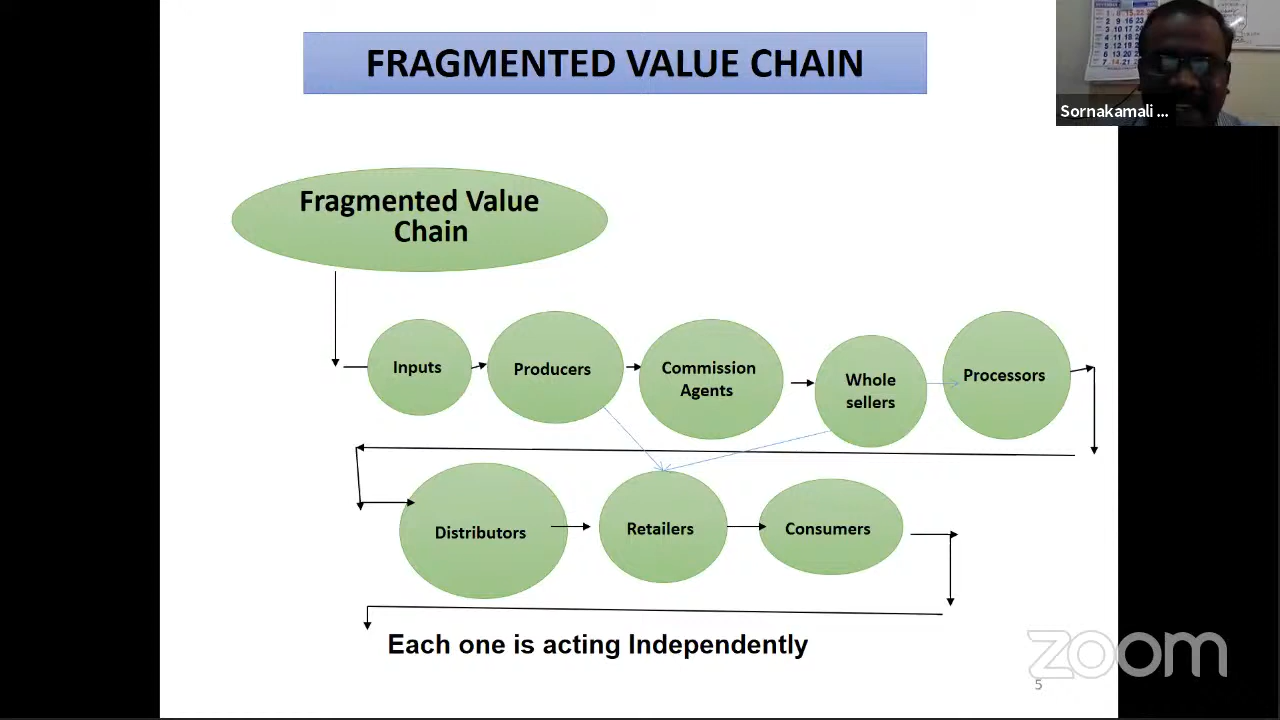 FRAGMENTED VALUE CHAIN
Sornakamali ...
Fragmented Value
Chain
Inputs
Producers
Commission
Agents
Whole
sellers
Processors
Distributors
Retailers
Consumers
Each one is acting Independently
zoom
5